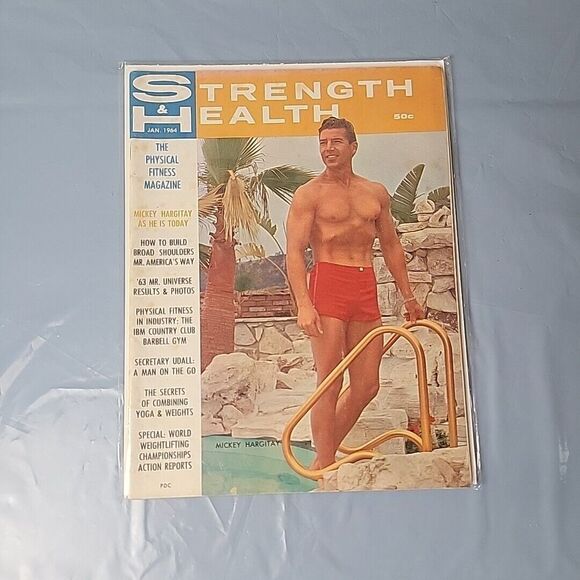 S & H
JAN. 1964
STRENGTH
HEALTH
50c
THE
PHYSICAL
FITNESS
MAGAZINE
MICKEY HARGITAY
AS HE IS TODAY
HOW TO BUILD
BROAD SHOULDERS
MR. AMERICA'S WAY
'63 MR. UNIVERSE
RESULTS & PHOTOS
PHYSICAL FITNESS
IN INDUSTRY: THE
IBM COUNTRY CLUB
BARBELL GYM
SECRETARY UDALL:
A MAN ON THE GO
THE SECRETS
OF COMBINING
YOGA & WEIGHTS
SPECIAL: WORLD
WEIGHTLIFTING
CHAMPIONSHIPS
ACTION REPORTS
PDC
MICKEY HARGITAY